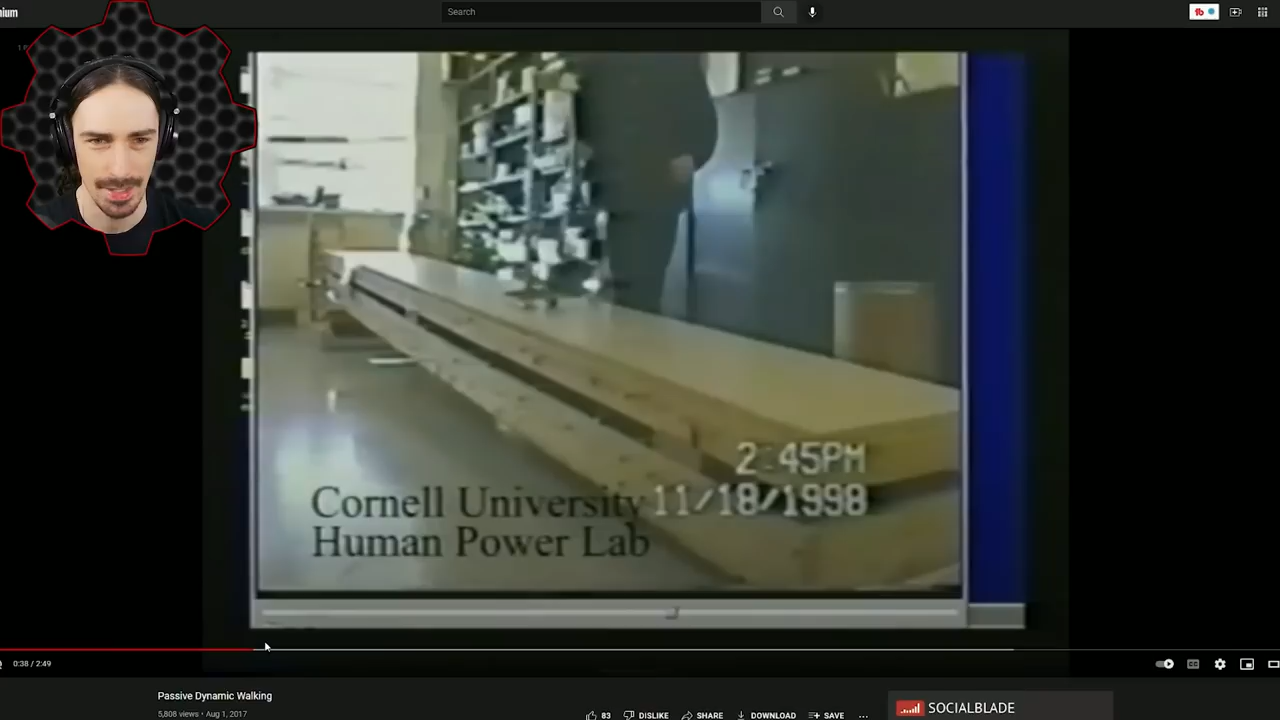 mium
Search
2:45PM
Cornell University 11/18/1998
Human Power Lab
0:38 / 2:49
Passive Dynamic Walking
5,808 views • Aug 1, 2017
83 DISLIKE SHARE DOWNLOAD SAVE ...
SOCIALBLADE